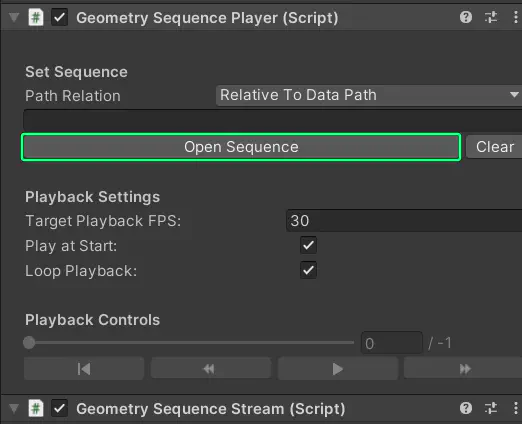 Geometry Sequence Player (Script)
Set Sequence
Path Relation Relative To Data Path
Open Sequence Clear
Playback Settings
Target Playback FPS: 30
Play at Start:
Loop Playback:
Playback Controls
0 / -1
Geometry Sequence Stream (Script)